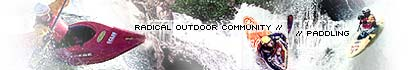 RADICAL OUTDOOR COMMUNITY //
// PADDLING